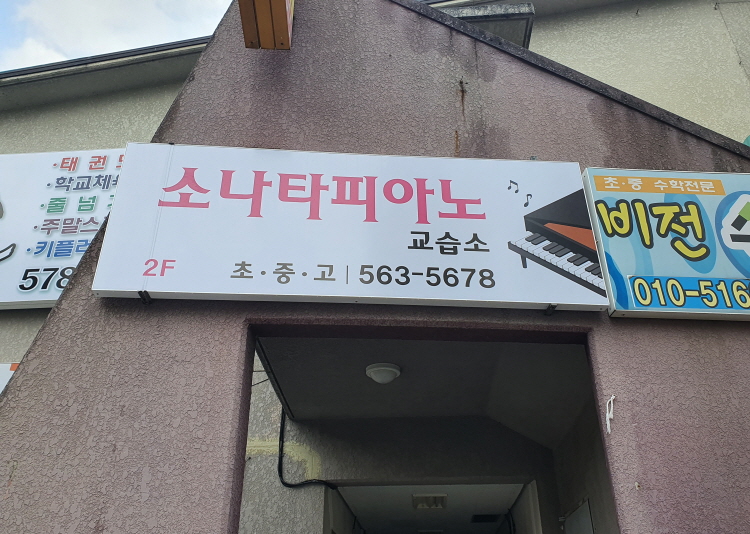 ·태 권
·학교체
·줄 넘
·주말스
·키플
578
소나타피아노
교습소
2F
초·중·고 | 563-5678
초·중 수학전문
비전
010-516